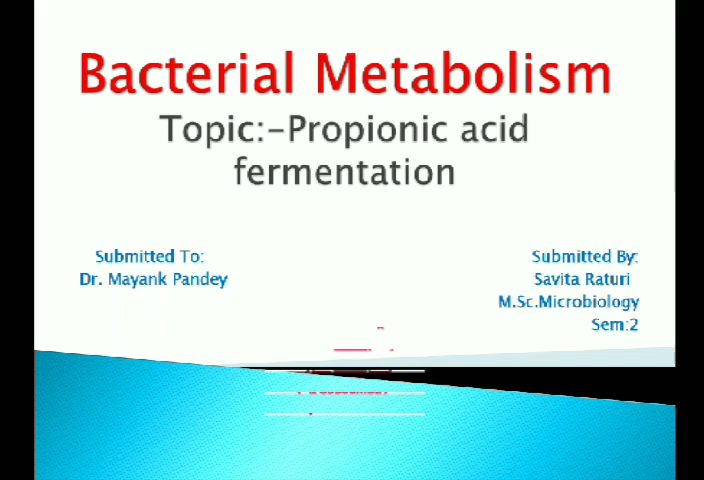 Bacterial Metabolism
Topic:-Propionic acid
fermentation
Submitted To:
Dr. Mayank Pandey
Submitted By:
Savita Raturi
M.Sc.Microbiology
Sem:2